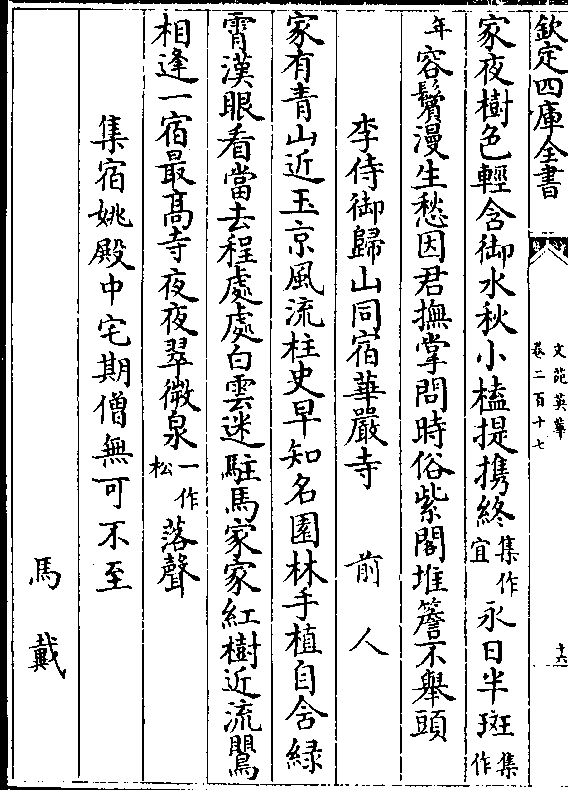 欽定四庫全書
文苑英華
卷二百十七
十六
家夜樹色輕含御水秋小榼提攜終集作宜永日半斑集作
年容鬢漫生愁因君撫掌問時俗紫閣堆簷不舉頭
李侍御歸山同宿華嚴寺 前人
家有青山近玉京風流柱史早知名園林手植自含緑
霄漢眼看當去程處處白雲迷駐馬家家紅樹近流鶯
相逢一宿最高寺夜夜翠微泉一作松落聲
集宿姚殿中宅期僧無可不至
馬戴